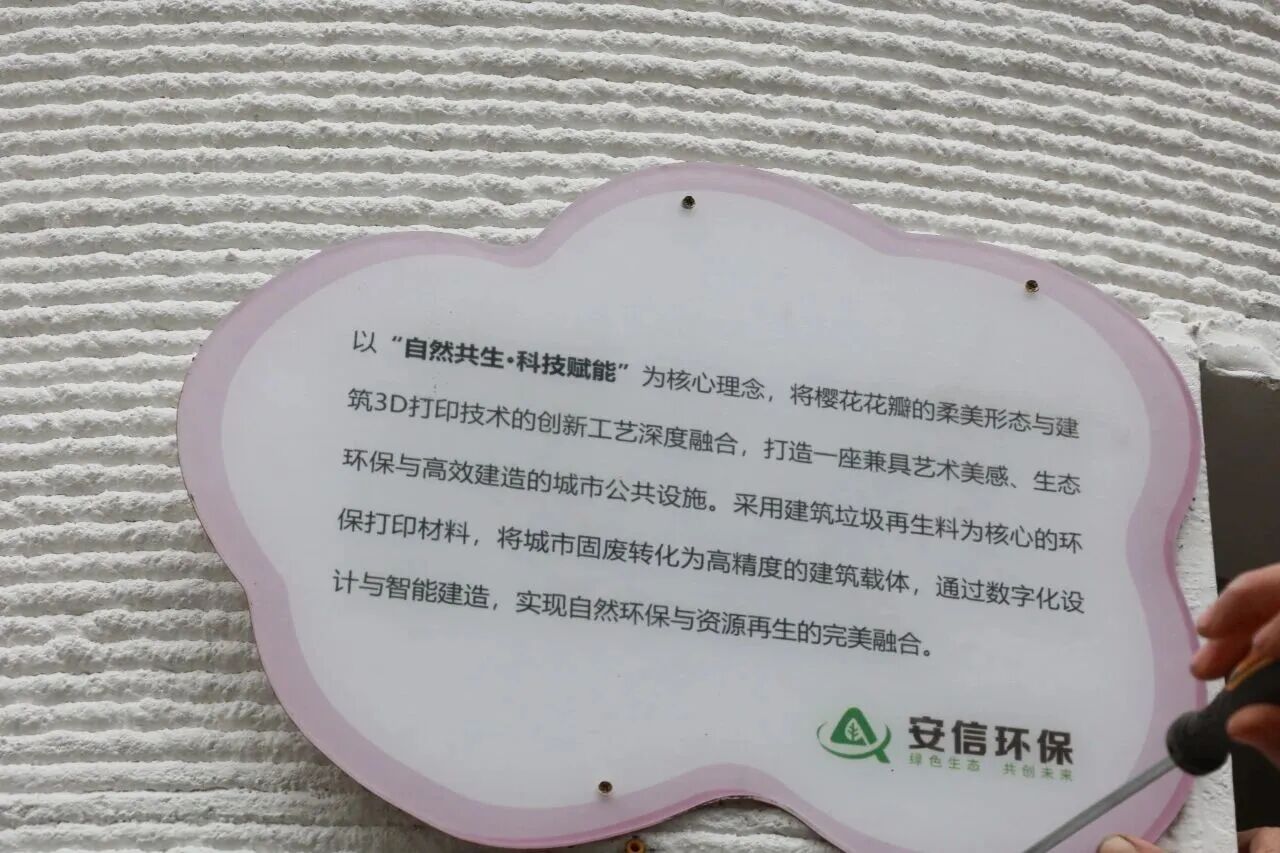 以“自然共生·科技赋能”为核心理念，将樱花花瓣的柔美形态与建
筑3D打印技术的创新工艺深度融合，打造一座兼具艺术美感、生态
环保与高效建造的城市公共设施。采用建筑垃圾再生料为核心的环
保打印材料，将城市固废转化为高精度的建筑载体，通过数字化设
计与智能建造，实现自然环保与资源再生的完美融合。
安信环保
绿色生态 共创未来